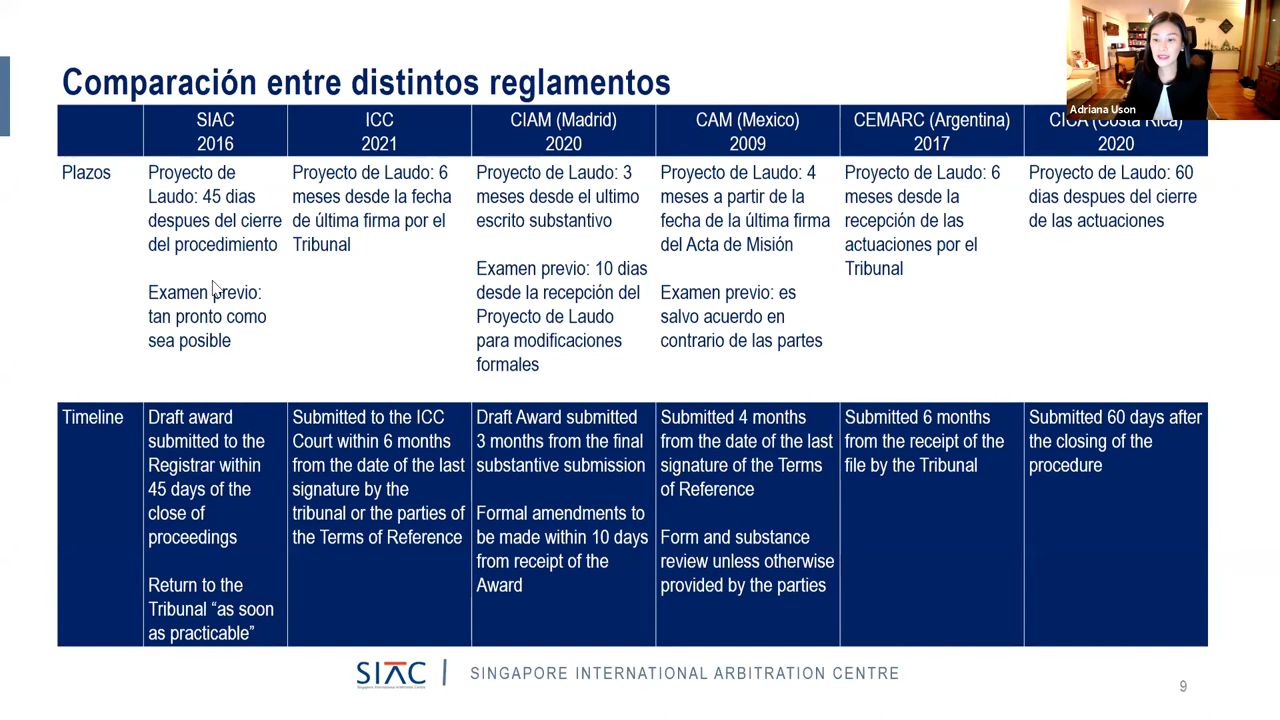 Adriana Uson
Comparación entre distintos reglamentos
SIAC
2016
ICC
2021
CIAM (Madrid)
2020
CAM (Mexico)
2009
CEMARC (Argentina)
2017
CICA (Costa Rica)
2020
Plazos
Proyecto de
Laudo: 45 dias
despues del cierre
del procedimiento
Examen previo:
tan pronto como
sea posible
Proyecto de Laudo: 6
meses desde la fecha
de última firma por el
Tribunal
Proyecto de Laudo: 3
meses desde el ultimo
escrito substantivo
Examen previo: 10 dias
desde la recepción del
Proyecto de Laudo
para modificaciones
formales
Proyecto de Laudo: 4
meses a partir de la
fecha de la última firma
del Acta de Misión
Examen previo: es
salvo acuerdo en
contrario de las partes
Proyecto de Laudo: 6
meses desde la
recepción de las
actuaciones por el
Tribunal
Proyecto de Laudo: 60
dias despues del cierre
de las actuaciones
Timeline
Draft award
submitted to the
Registrar within
45 days of the
close of
proceedings
Return to the
Tribunal “as soon
as practicable”
Submitted to the ICC
Court within 6 months
from the date of the last
signature by the
tribunal or the parties of
the Terms of Reference
Draft Award submitted
3 months from the final
substantive submission
Formal amendments to
be made within 10 days
from receipt of the
Award
Submitted 4 months
from the date of the last
signature of the Terms
of Reference
Form and substance
review unless otherwise
provided by the parties
Submitted 6 months
from the receipt of the
file by the Tribunal
Submitted 60 days after
the closing of the
procedure
SIAC
Singapore International Arbitration Centre
SINGAPORE INTERNATIONAL ARBITRATION CENTRE
9